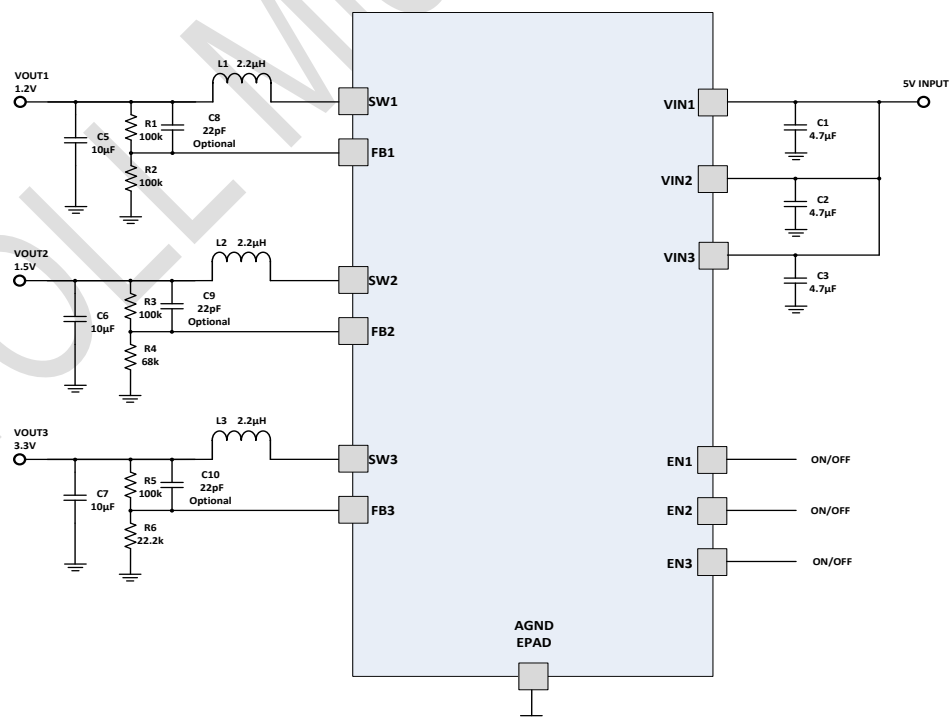 VOUT1
1.2V
L1 2.2µH
C5
10µF
R1
100k
C8
22pF
Optional
R2
100k
SW1
FB1
VOUT2
1.5V
L2 2.2µH
C6
10µF
R3
100k
C9
22pF
Optional
R4
68k
SW2
FB2
VOUT3
3.3V
L3 2.2µH
C7
10µF
R5
100k
C10
22pF
Optional
R6
22.2k
SW3
FB3
VIN1
5V INPUT
C1
4.7µF
VIN2
C2
4.7µF
VIN3
C3
4.7µF
EN1
ON/OFF
EN2
ON/OFF
EN3
ON/OFF
AGND
EPAD